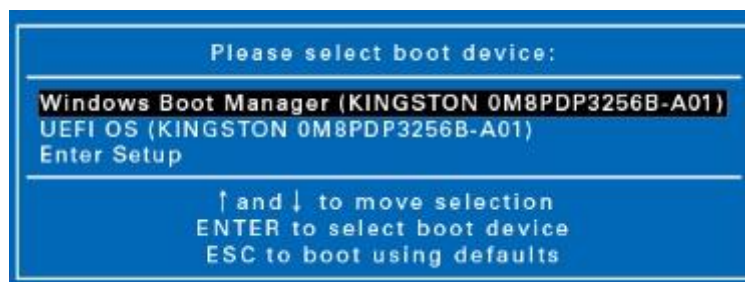 Please select boot device:
Windows Boot Manager (KINGSTON 0M8PDP3256B-A01)
UEFI OS (KINGSTON 0M8PDP3256B-A01)
Enter Setup
↑ and ↓ to move selection
ENTER to select boot device
ESC to boot using defaults